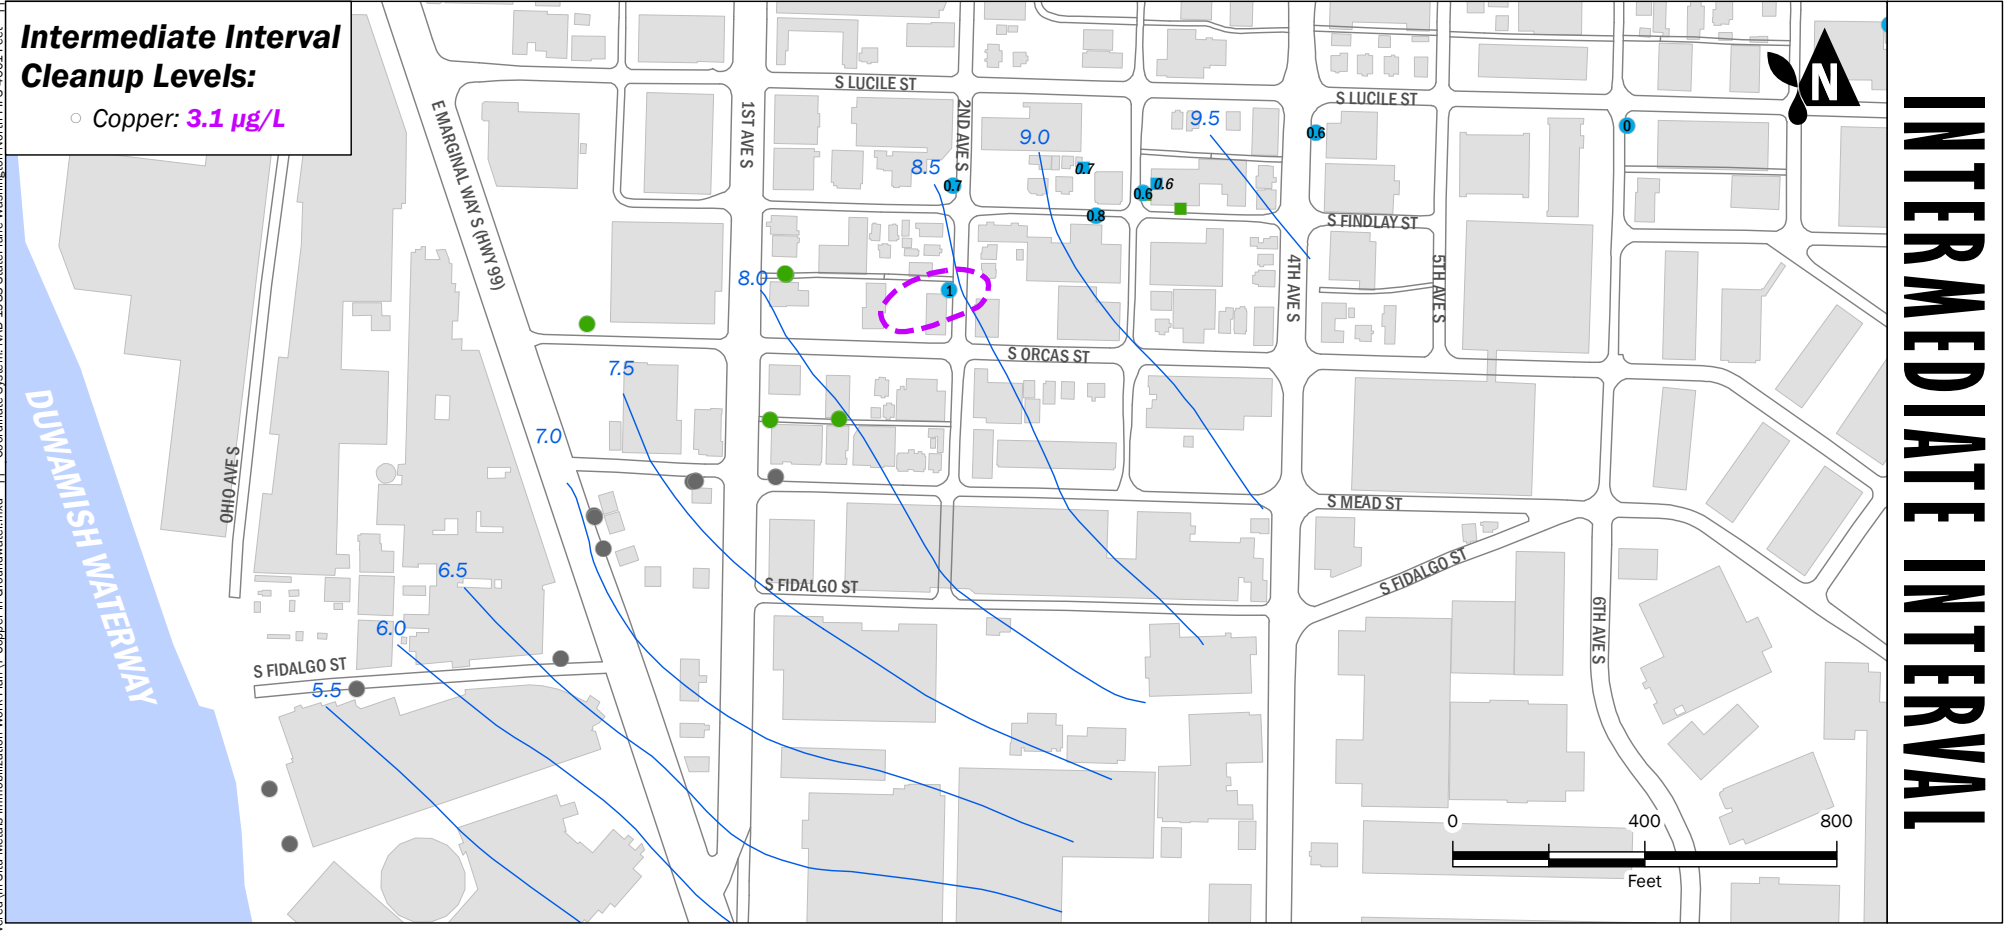 Intermediate Interval
Cleanup Levels:
Copper: 3.1 µg/L
S LUCILE ST
S LUCILE ST
N
E MARGINAL WAY S (HWY 99)
1ST AVE S
2ND AVE S
9.0
9.5
0.6
0
8.5
0.7
0.7
0.6
0.6
0.8
S FINDLAY ST
8.0
1
4TH AVE S
5TH AVE S
S ORCAS ST
7.5
7.0
DUWAMISH WATERWAY
OHIO AVE S
S MEAD ST
6.5
S FIDALGO ST
S FIDALGO ST
6TH AVE S
6.0
S FIDALGO ST
5.5
0 400 800
Feet
INTERMEDIATE INTERVAL